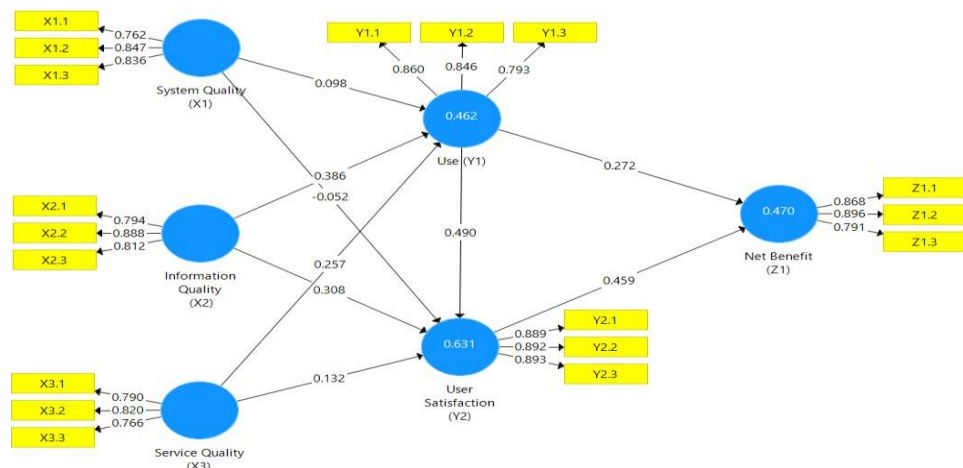 X1.1
X1.2
X1.3
0.762
0.847
0.836
System Quality
(X1)
Y1.1
Y1.2
Y1.3
0.860
0.846
0.793
0.098
0.462
Use (Y1)
0.386
-0.052
0.272
X2.1
X2.2
X2.3
0.794
0.888
0.812
Information
Quality
(X2)
0.490
0.257
0.308
0.470
Net Benefit
(Z1)
0.868
0.896
0.791
Z1.1
Z1.2
Z1.3
0.459
0.631
User
Satisfaction
(Y2)
0.889
0.892
0.893
Y2.1
Y2.2
Y2.3
X3.1
X3.2
X3.3
0.790
0.820
0.766
0.132
Service Quality
(X3)